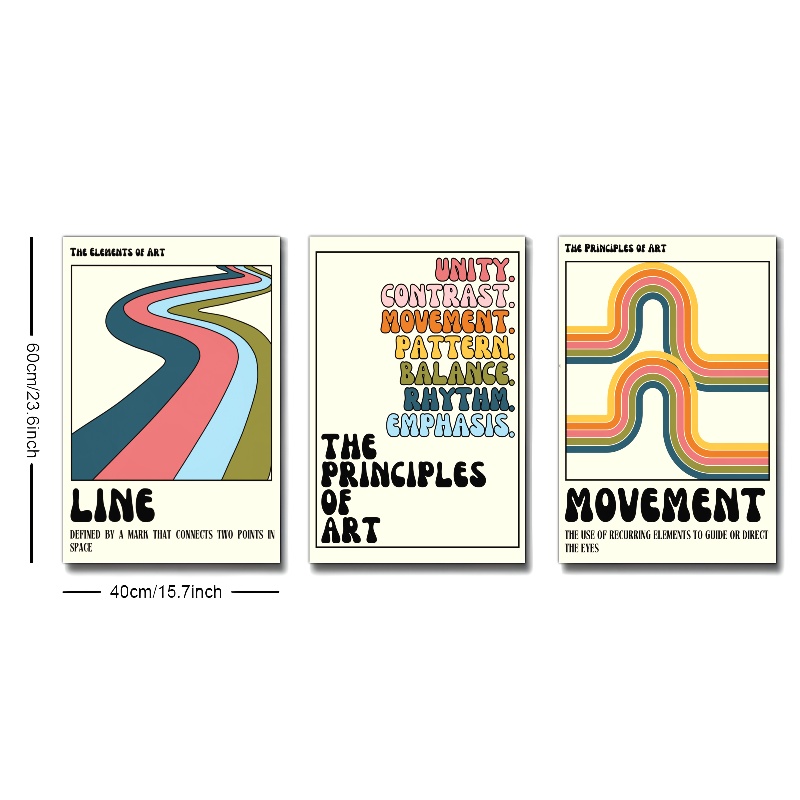 THE ELEMENTS OF ART
LINE
DEFINED BY A MARK THAT CONNECTS TWO POINTS IN
SPACE
UNITY.
CONTRAST.
MOVEMENT.
PATTERN.
BALANCE.
RHYTHM.
EMPHASIS.
THE
PRINCIPLES
OF
ART
THE PRINCIPLES OF ART
MOVEMENT
THE USE OF RECURRING ELEMENTS TO GUIDE OR DIRECT
THE EYES
60cm/23.6inch
40cm/15.7inch